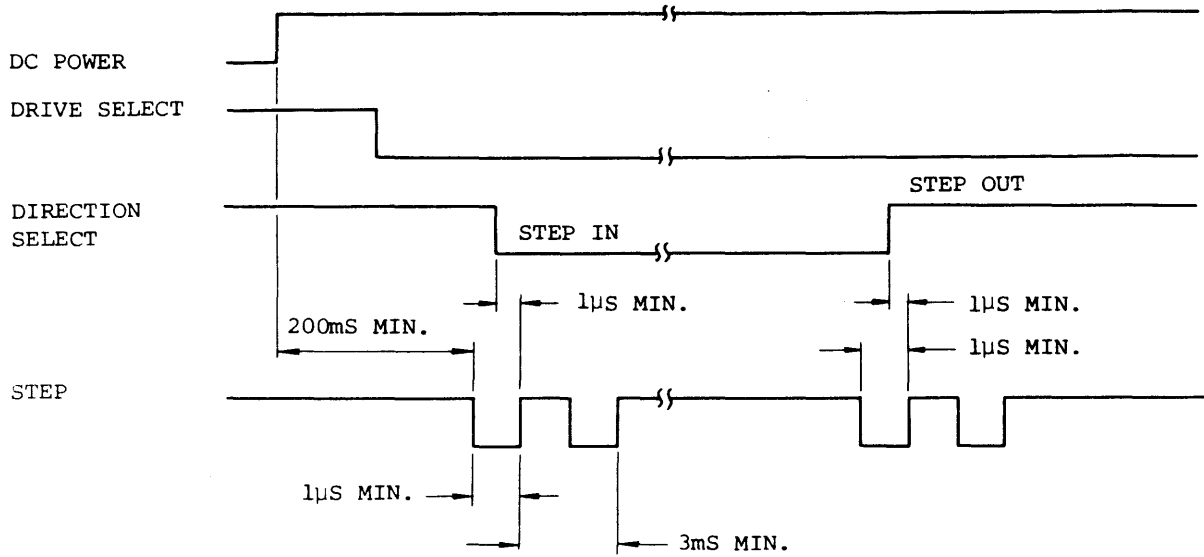 DC POWER
DRIVE SELECT
STEP OUT
DIRECTION
SELECT
STEP IN
1µS MIN.
1µS MIN.
200mS MIN.
1µS MIN.
STEP
1µS MIN.
3mS MIN.